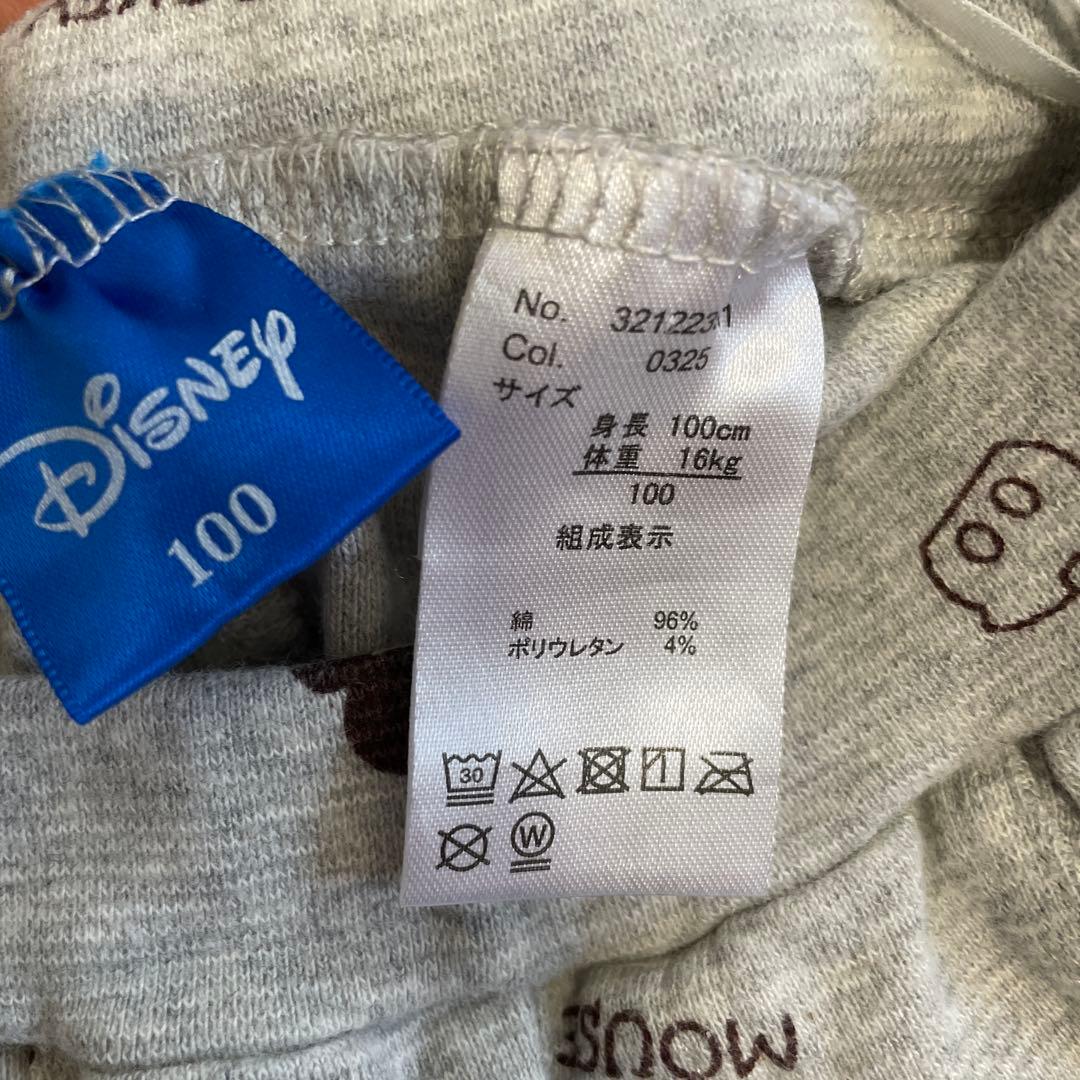 DISNEY
100
No. 3212231
Col. 0325
サイズ
身長 100cm
体重 16kg
100
組成表示
綿 96%
ポリウレタン 4%
30
W
MOUSE